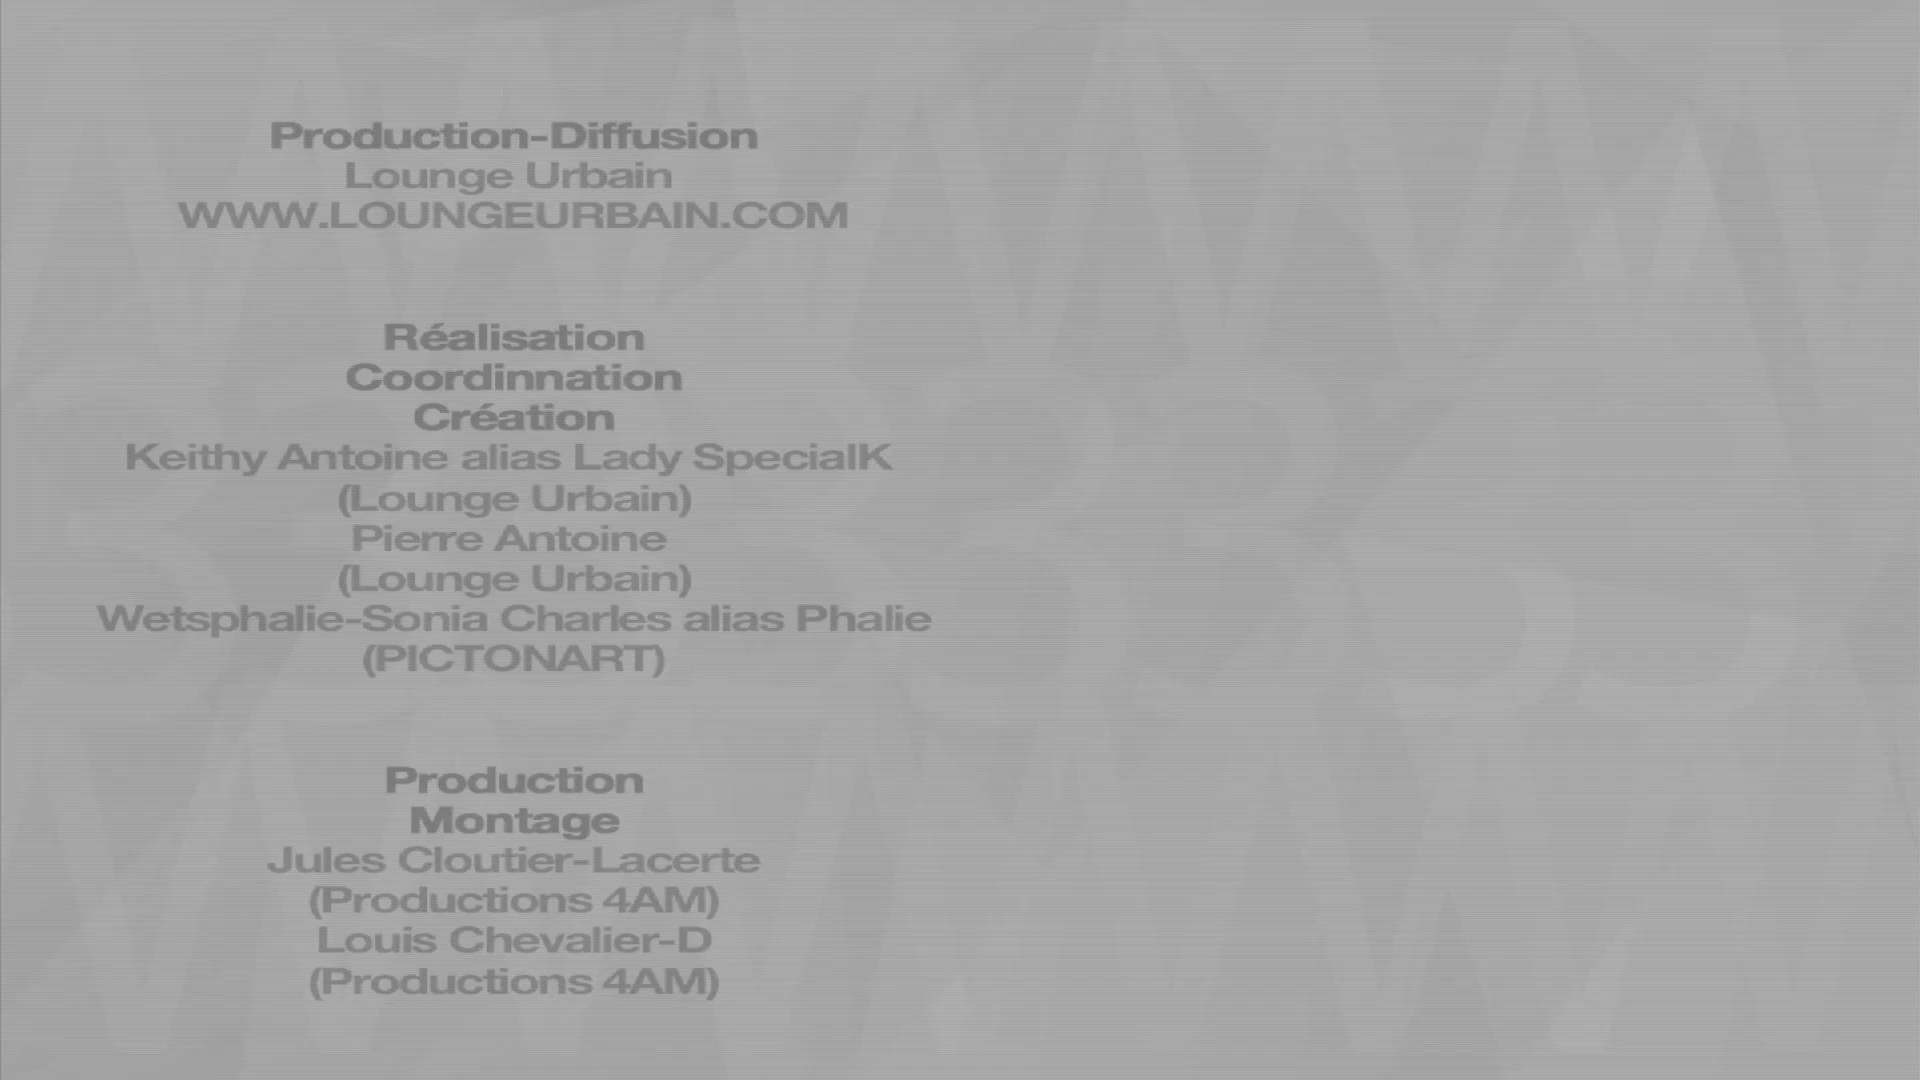 Production-Diffusion
Lounge Urbain
WWW.LOUNGEURBAIN.COM
Réalisation
Coordinnation
Création
Keithy Antoine alias Lady SpecialK
(Lounge Urbain)
Pierre Antoine
(Lounge Urbain)
Wetsphalie-Sonia Charles alias Phalie
(PICTONART)
Production
Montage
Jules Cloutier-Lacerte
(Productions 4AM)
Louis Chevalier-D
(Productions 4AM)